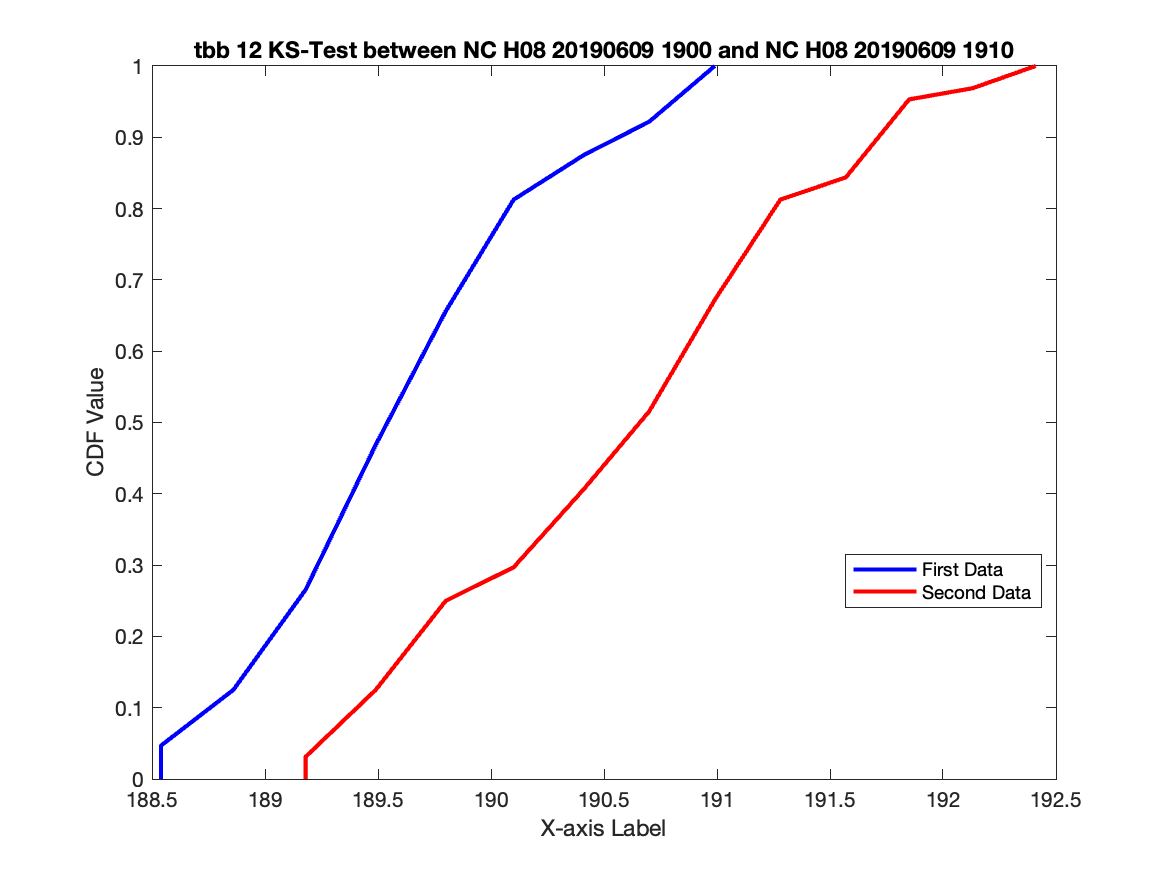 tbb 12 KS-Test between NC H08 20190609 1900 and NC H08 20190609 1910
1
0.9
0.8
0.7
0.6
0.5
0.4
0.3
0.2
0.1
0
CDF Value
First Data
Second Data
188.5 189 189.5 190 190.5 191 191.5 192 192.5
X-axis Label